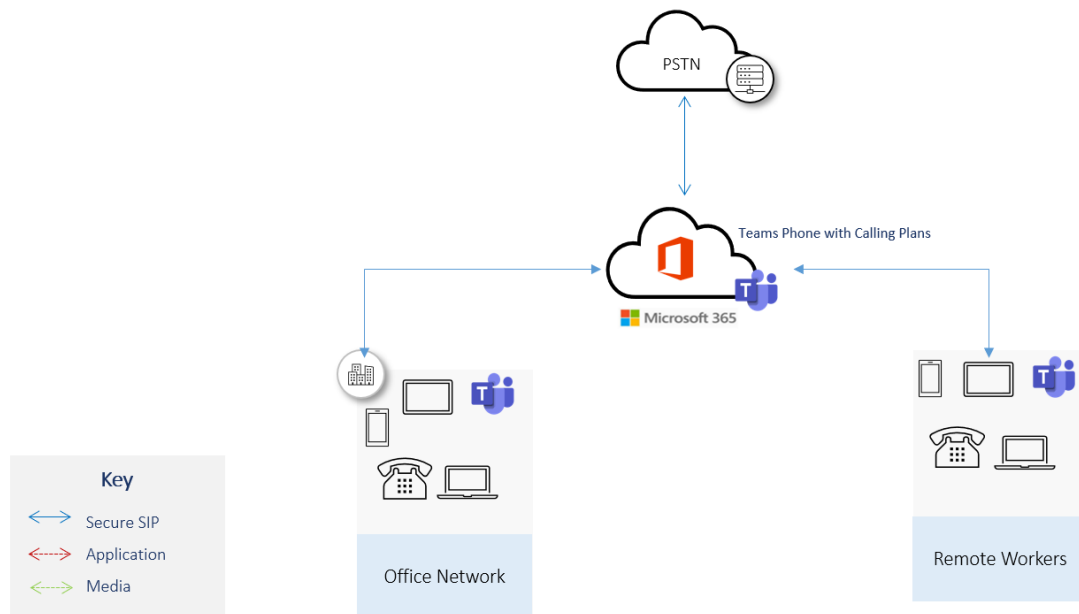 PSTN
Teams Phone with Calling Plans
T
Microsoft 365
T
T
Key
Secure SIP
Application
Media
Office Network
Remote Workers